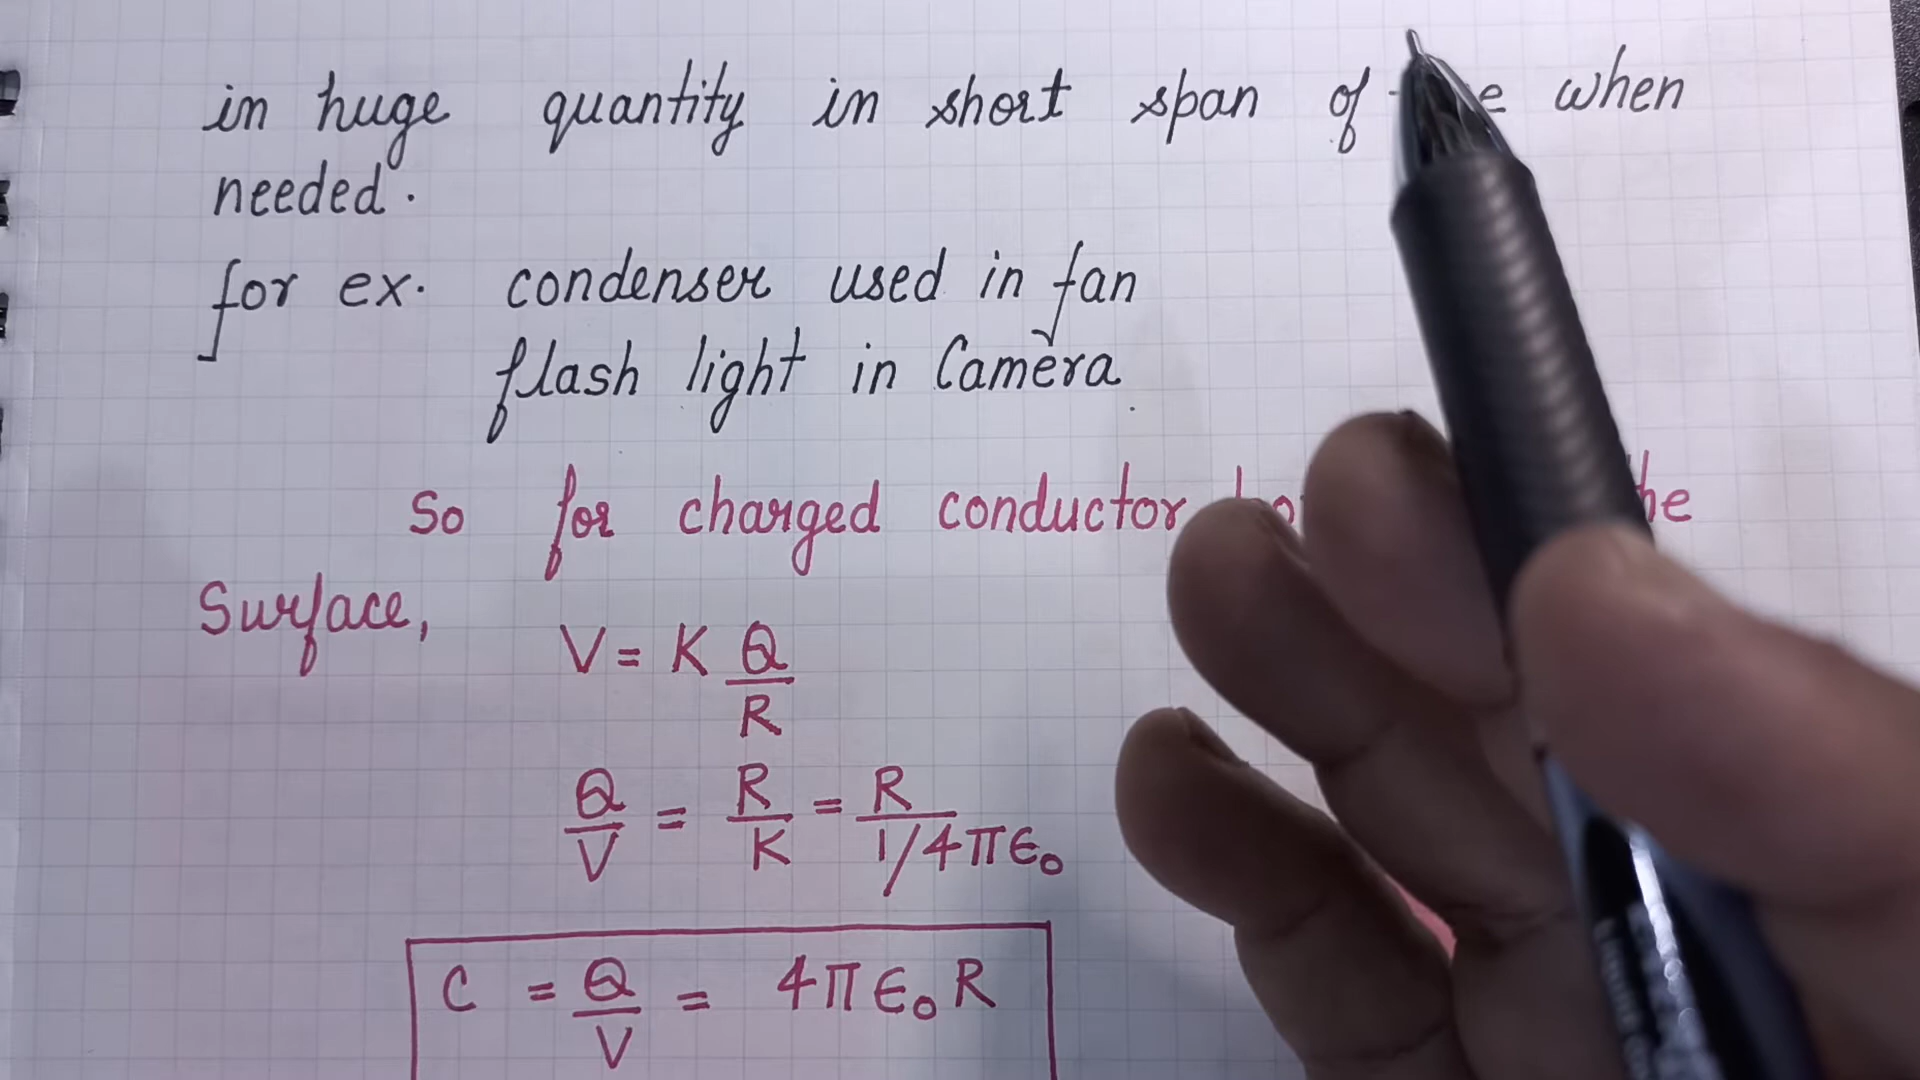 in huge quantity in short span of when
needed.
for ex. condenser used in fan
flash light in Camera
So for charged conductor
Surface,
V = K Q/R
Q/V = R/K = R/1/4πϵ₀
C = Q/V = 4πϵ₀R